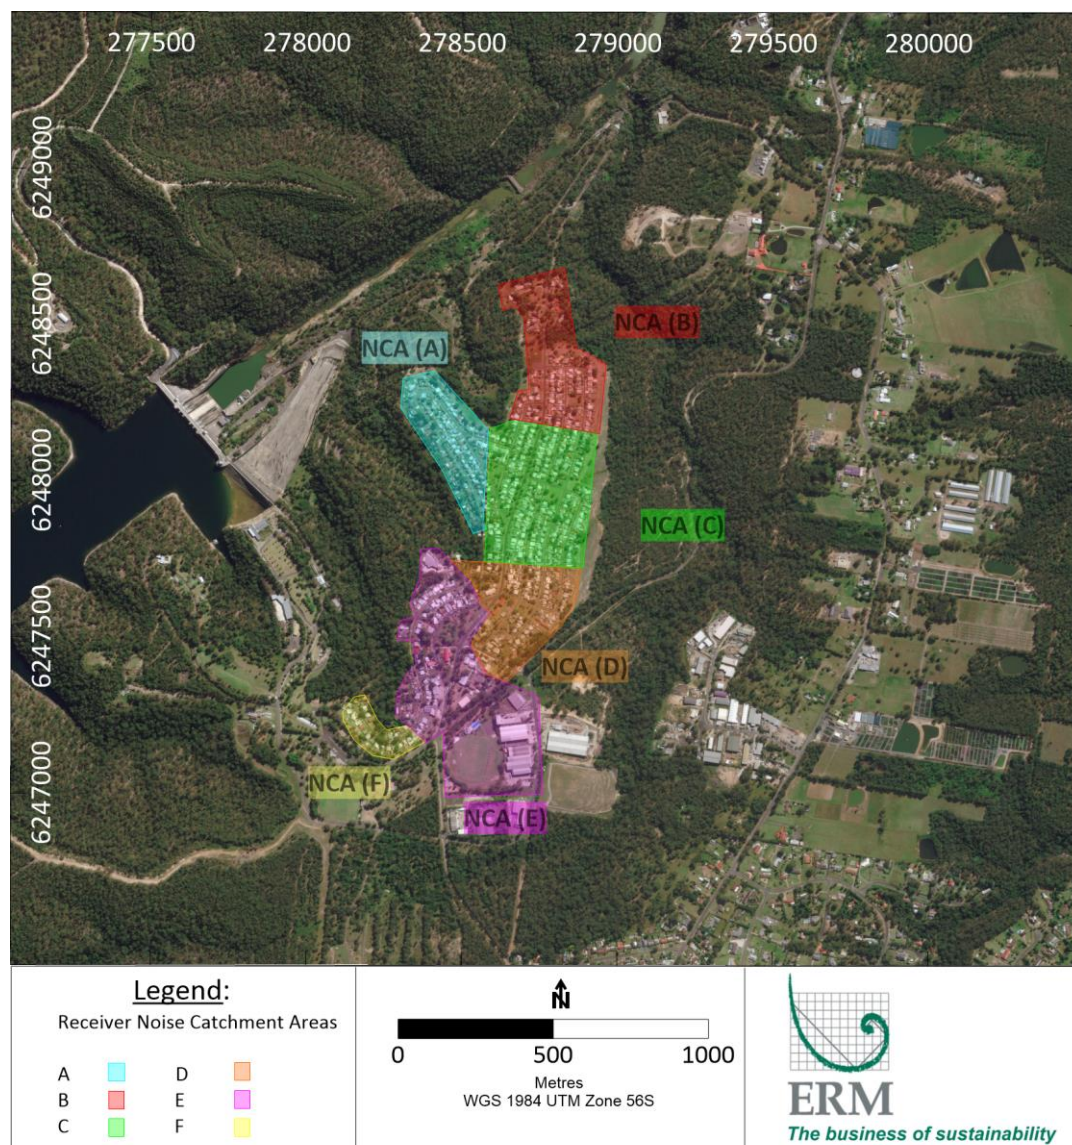 277500 278000 278500 279000 279500 280000
6249000
6248500
6248000
6247500
6247000
NCA (B)
NCA (A)
NCA (C)
NCA (D)
NCA (F)
NCA (E)
Legend:
Receiver Noise Catchment Areas
A D
B E
C F
N
0 500 1000
Metres
WGS 1984 UTM Zone 56S
ERM
The business of sustainability